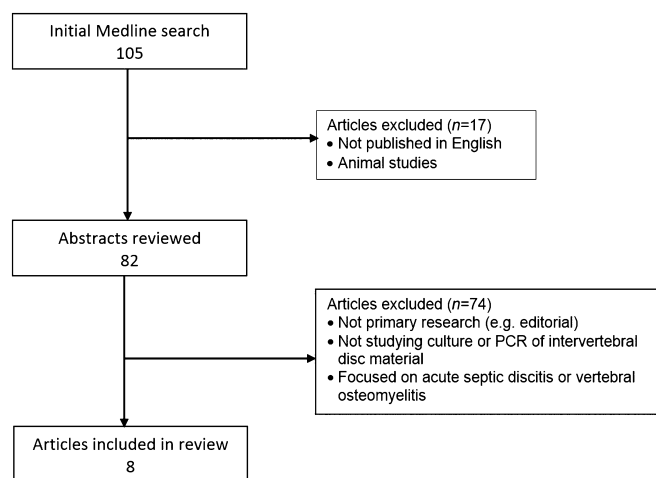 Initial Medline search
105
Articles excluded (n=17)
• Not published in English
• Animal studies
Abstracts reviewed
82
Articles excluded (n=74)
• Not primary research (e.g. editorial)
• Not studying culture or PCR of intervertebral
disc material
• Focused on acute septic discitis or vertebral
osteomyelitis
Articles included in review
8